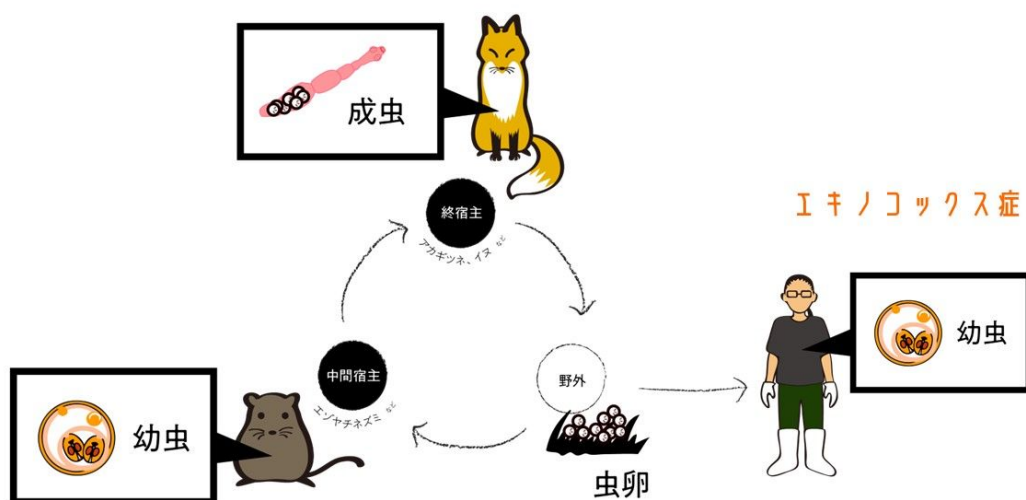 成虫
終宿主
アカギツネ、イヌ など
エキノコックス症
幼虫
中間宿主
エゾヤチネズミ など
幼虫
野外
虫卵